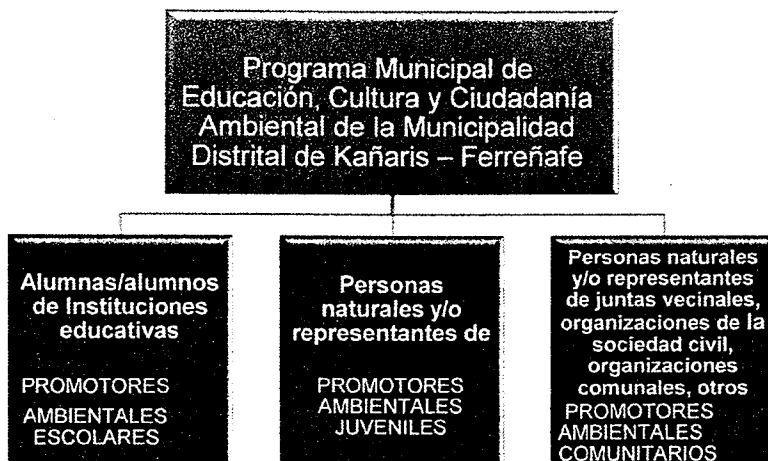 Programa Municipal de
Educación, Cultura y Ciudadanía
Ambiental de la Municipalidad
Distrital de Kañaris – Ferreñafe
Alumnas/alumnos
de Instituciones
educativas
PROMOTORES
AMBIENTALES
ESCOLARES
Personas
naturales y/o
representantes de
PROMOTORES
AMBIENTALES
JUVENILES
Personas naturales
y/o representantes
de juntas vecinales,
organizaciones de la
sociedad civil,
organizaciones
comunales, otros
PROMOTORES
AMBIENTALES
COMUNITARIOS